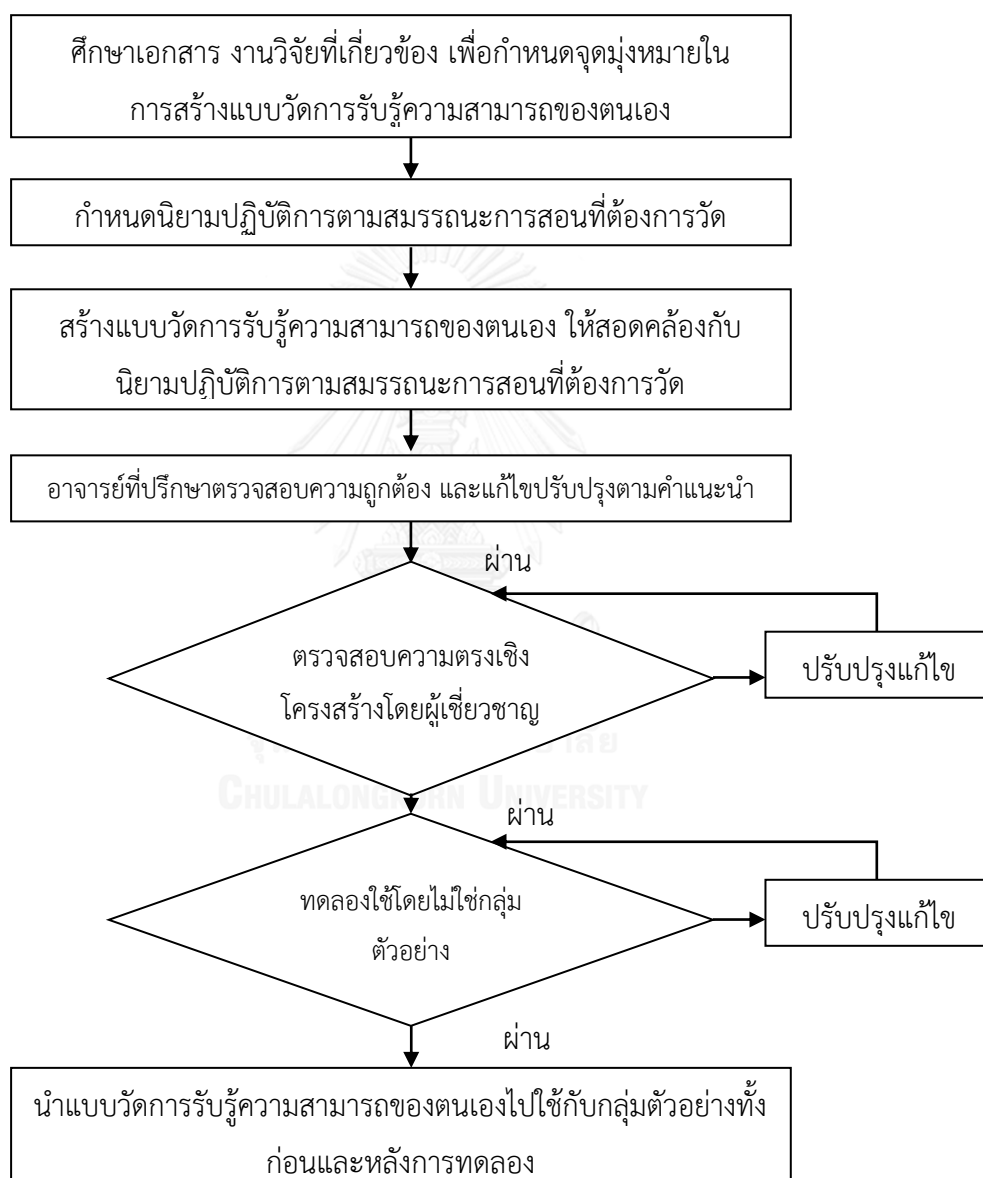 ศึกษาเอกสาร งานวิจัยที่เกี่ยวข้อง เพื่อกำหนดจุดมุ่งหมายใน
การสร้างแบบวัดการรับรู้ความสามารถของตนเอง
กำหนดนิยามปฏิบัติการตามสมรรถนะการสอนที่ต้องการวัด
สร้างแบบวัดการรับรู้ความสามารถของตนเอง ให้สอดคล้องกับ
นิยามปฏิบัติการตามสมรรถนะการสอนที่ต้องการวัด
อาจารย์ที่ปรึกษาตรวจสอบความถูกต้อง และแก้ไขปรับปรุงตามคำแนะนำ
ผ่าน
ตรวจสอบความตรงเชิง
โครงสร้างโดยผู้เชี่ยวชาญ
ปรับปรุงแก้ไข
CHULALONGKORN UNIVERSITY
ผ่าน
ทดลองใช้โดยไม่ใช่กลุ่ม
ตัวอย่าง
ปรับปรุงแก้ไข
ผ่าน
นำแบบวัดการรับรู้ความสามารถของตนเองไปใช้กับกลุ่มตัวอย่างทั้ง
ก่อนและหลังการทดลอง